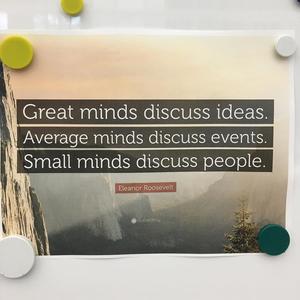 Great minds discuss ideas.
Average minds discuss events.
Small minds discuss people.
Eleanor Roosevelt